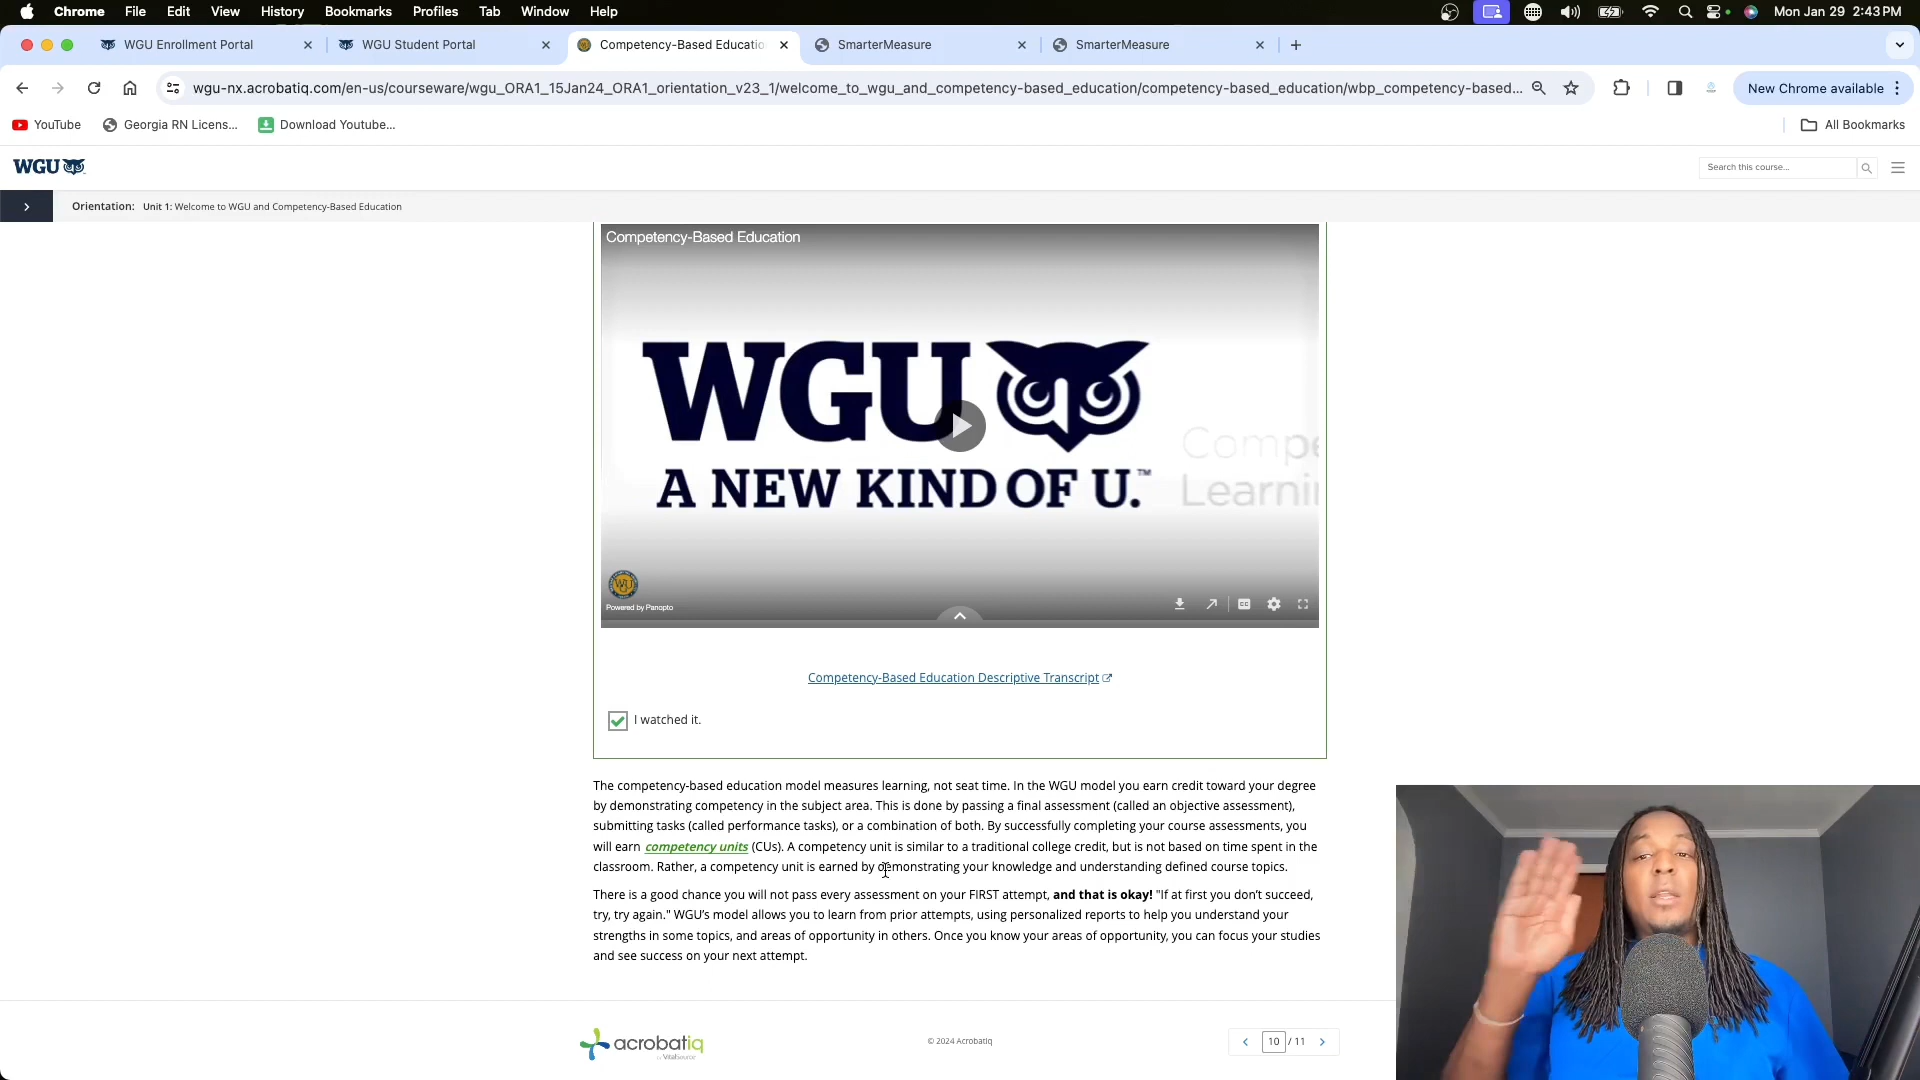 Chrome File Edit View History Bookmarks Profiles Tab Window Help Mon Jan 29 2:43 PM
WGU Enrollment Portal WGU Student Portal Competency-Based Educatio SmarterMeasure SmarterMeasure
wgu-nx.acrobatiq.com/en-us/courseware/wgu_ORA1_15Jan24_ORA1_orientation_v23_1/welcome_to_wgu_and_competency-based_education/competency-based_education/wbp_competency-based... New Chrome available
YouTube Georgia RN Licens... Download Youtube... All Bookmarks
WGU Search this course...
Orientation: Unit 1: Welcome to WGU and Competency-Based Education
Competency-Based Education
WGU
A NEW KIND OF U.™
Compe
Learni
WU
Powered by Panopto
CC
Competency-Based Education Descriptive Transcript
I watched it.
The competency-based education model measures learning, not seat time. In the WGU model you earn credit toward your degree
by demonstrating competency in the subject area. This is done by passing a final assessment (called an objective assessment),
submitting tasks (called performance tasks), or a combination of both. By successfully completing your course assessments, you
will earn competency units (CUs). A competency unit is similar to a traditional college credit, but is not based on time spent in the
classroom. Rather, a competency unit is earned by demonstrating your knowledge and understanding defined course topics.
There is a good chance you will not pass every assessment on your FIRST attempt, and that is okay! "If at first you don't succeed,
try, try again." WGU's model allows you to learn from prior attempts, using personalized reports to help you understand your
strengths in some topics, and areas of opportunity in others. Once you know your areas of opportunity, you can focus your studies
and see success on your next attempt.
acrobatiq
by VitalSource
© 2024 Acrobatiq
10 / 11